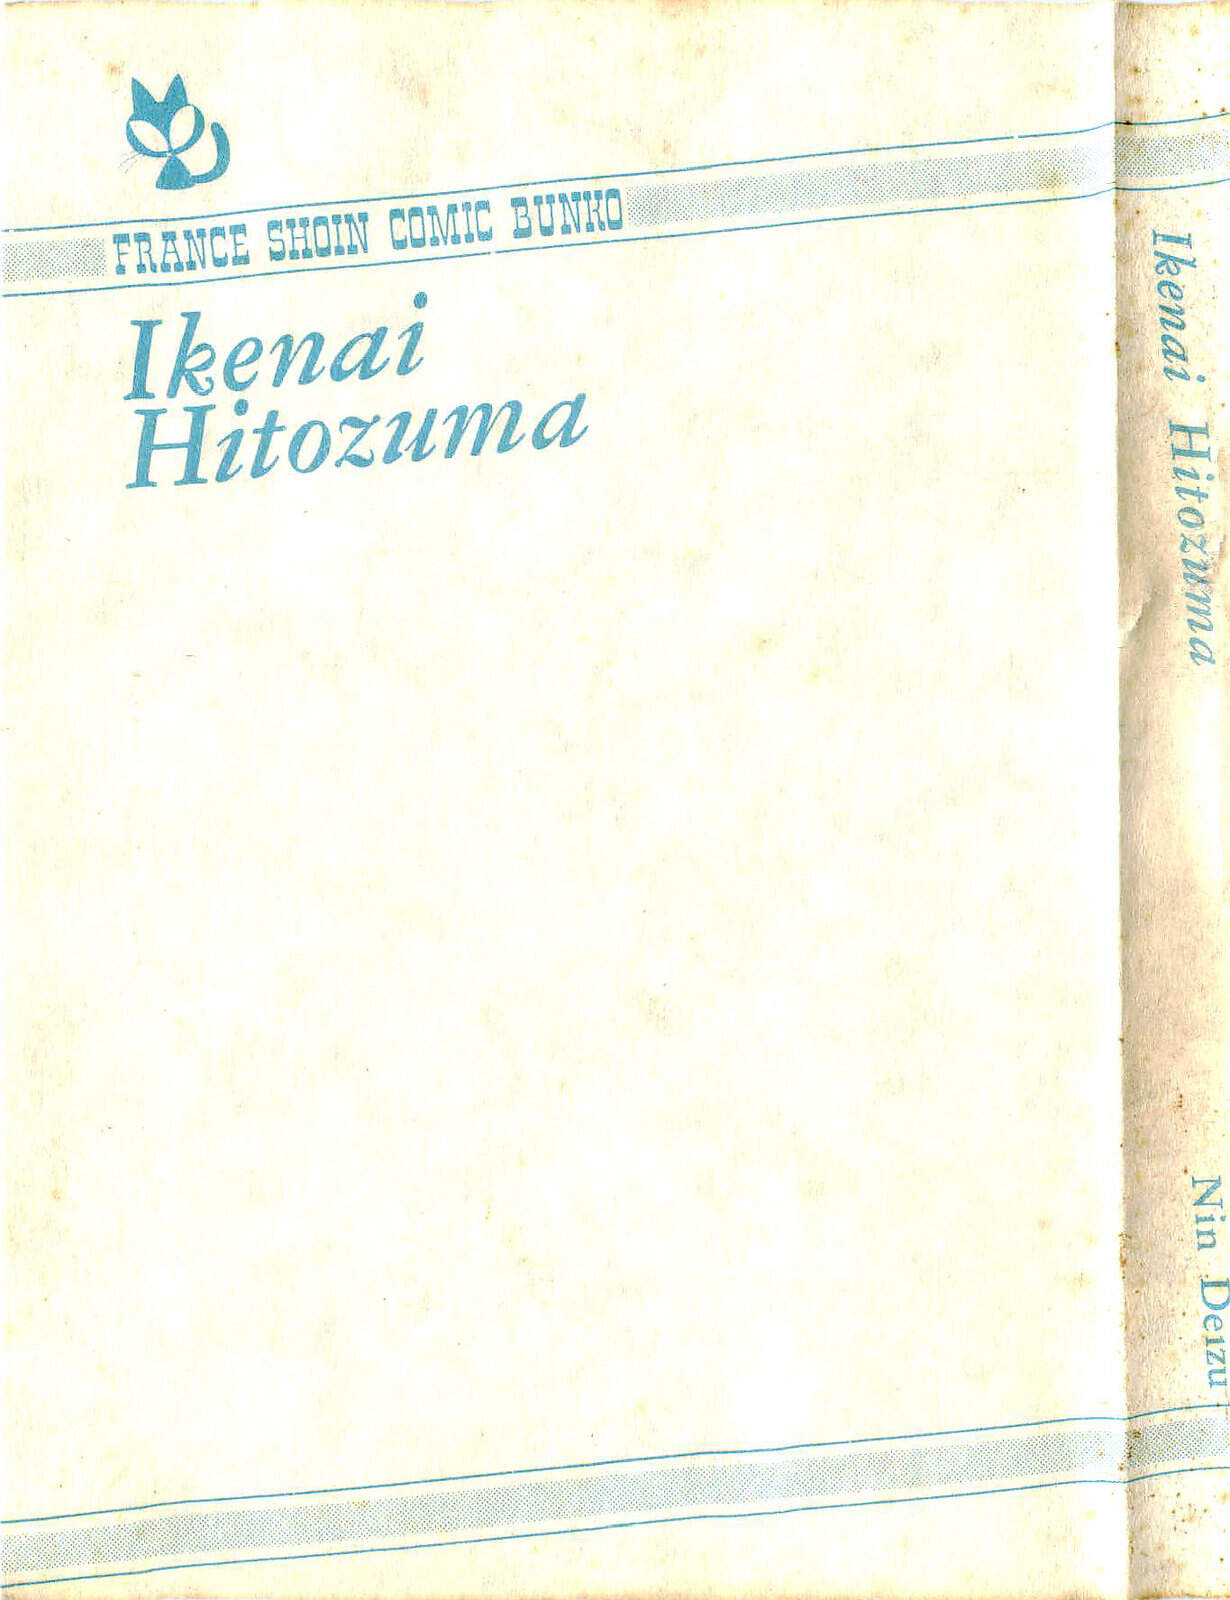 FRANCE SHOIN COMIC BUNKO
Ikenai
Hitozuma
Ikenai Hitozuma
Nin Deizu